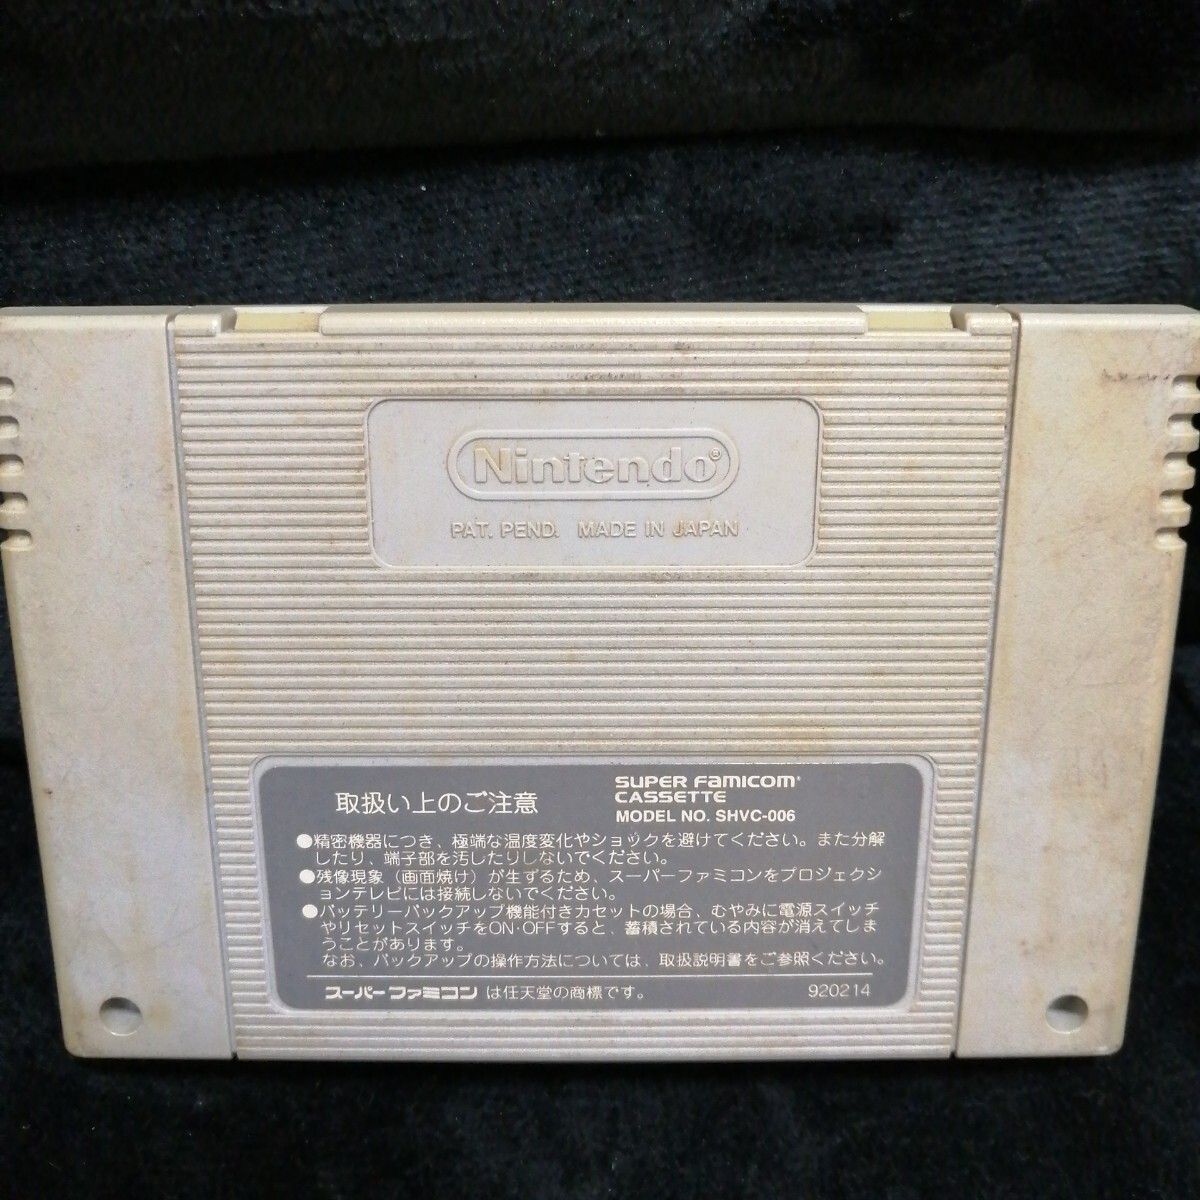 Nintendo®
PAT. PEND. MADE IN JAPAN
取扱い上のご注意
SUPER FAMICOM
CASSETTE
MODEL NO. SHVC-006
●精密機器につき、極端な温度変化やショックを避けてください。また分解
したり、端子部を汚したりしないでください。
●残像現象（画面焼け）が生ずるため、スーパーファミコンをプロジェクシ
ョンテレビには接続しないでください。
●バッテリーバックアップ機能付きカセットの場合、むやみに電源スイッチ
やリセットスイッチをON·OFFすると、蓄積されている内容が消えてしま
うことがあります。
なお、バックアップの操作方法については、取扱説明書をご参照ください。
スーパーファミコン は任天堂の商標です。
920214